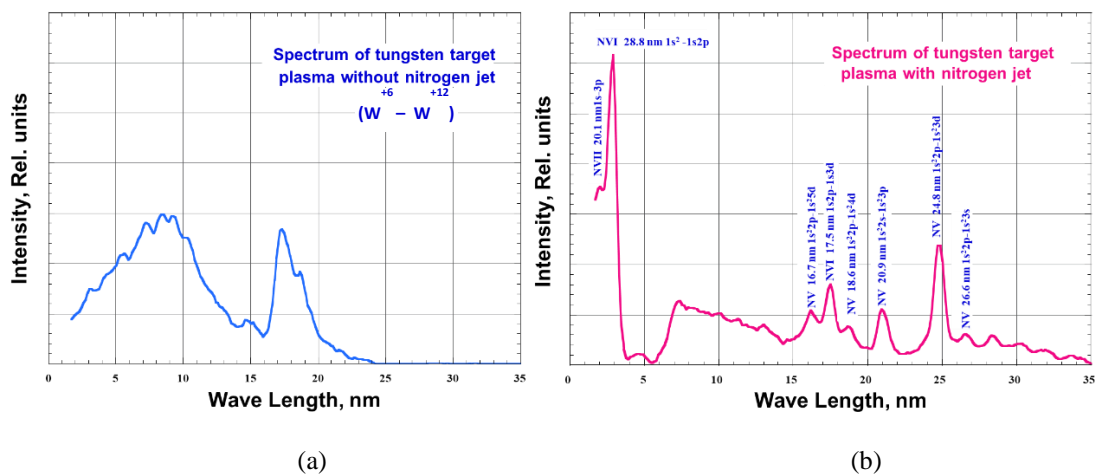 Spectrum of tungsten target
plasma without nitrogen jet
(W+6 – W+12)
Intensity, Rel. units
0 5 10 15 20 25 30 35
Wave Length, nm
(a)
NVI 28.8 nm 1s² -1s2p
Spectrum of tungsten target
plasma with nitrogen jet
NVII 20.1 nm1s-3p
NV 16.7 nm 1s²2p-1s²5d
NVI 17.5 nm 1s2p-1s3d
NV 18.6 nm 1s²2p-1s²4d
NV 20.9 nm 1s²2s-1s²3p
NV 24.8 nm 1s²2p-1s²3d
NV 26.6 nm 1s²2p-1s²3s
Intensity, Rel. units
0 5 10 15 20 25 30 35
Wave Length, nm
(b)